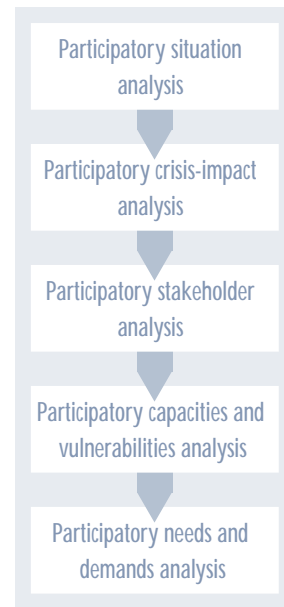 Participatory situation
analysis
Participatory crisis-impact
analysis
Participatory stakeholder
analysis
Participatory capacities and
vulnerabilities analysis
Participatory needs and
demands analysis